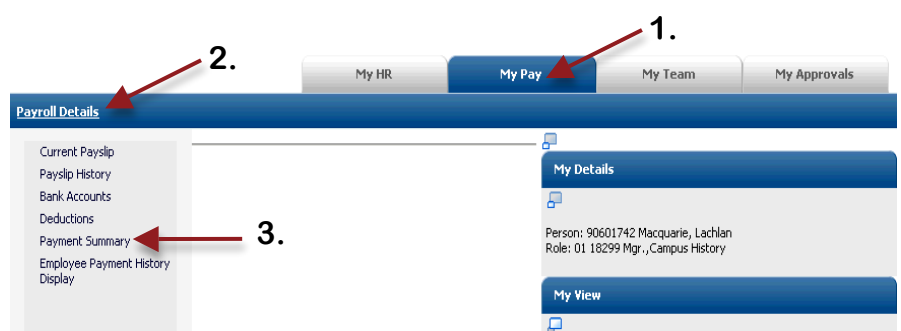 1.
2.
My HR
My Pay
My Team
My Approvals
Payroll Details
Current Payslip
Payslip History
Bank Accounts
Deductions
Payment Summary
3.
Employee Payment History
Display
My Details
Person: 90601742 Macquarie, Lachlan
Role: 01 18299 Mgr.,Campus History
My View